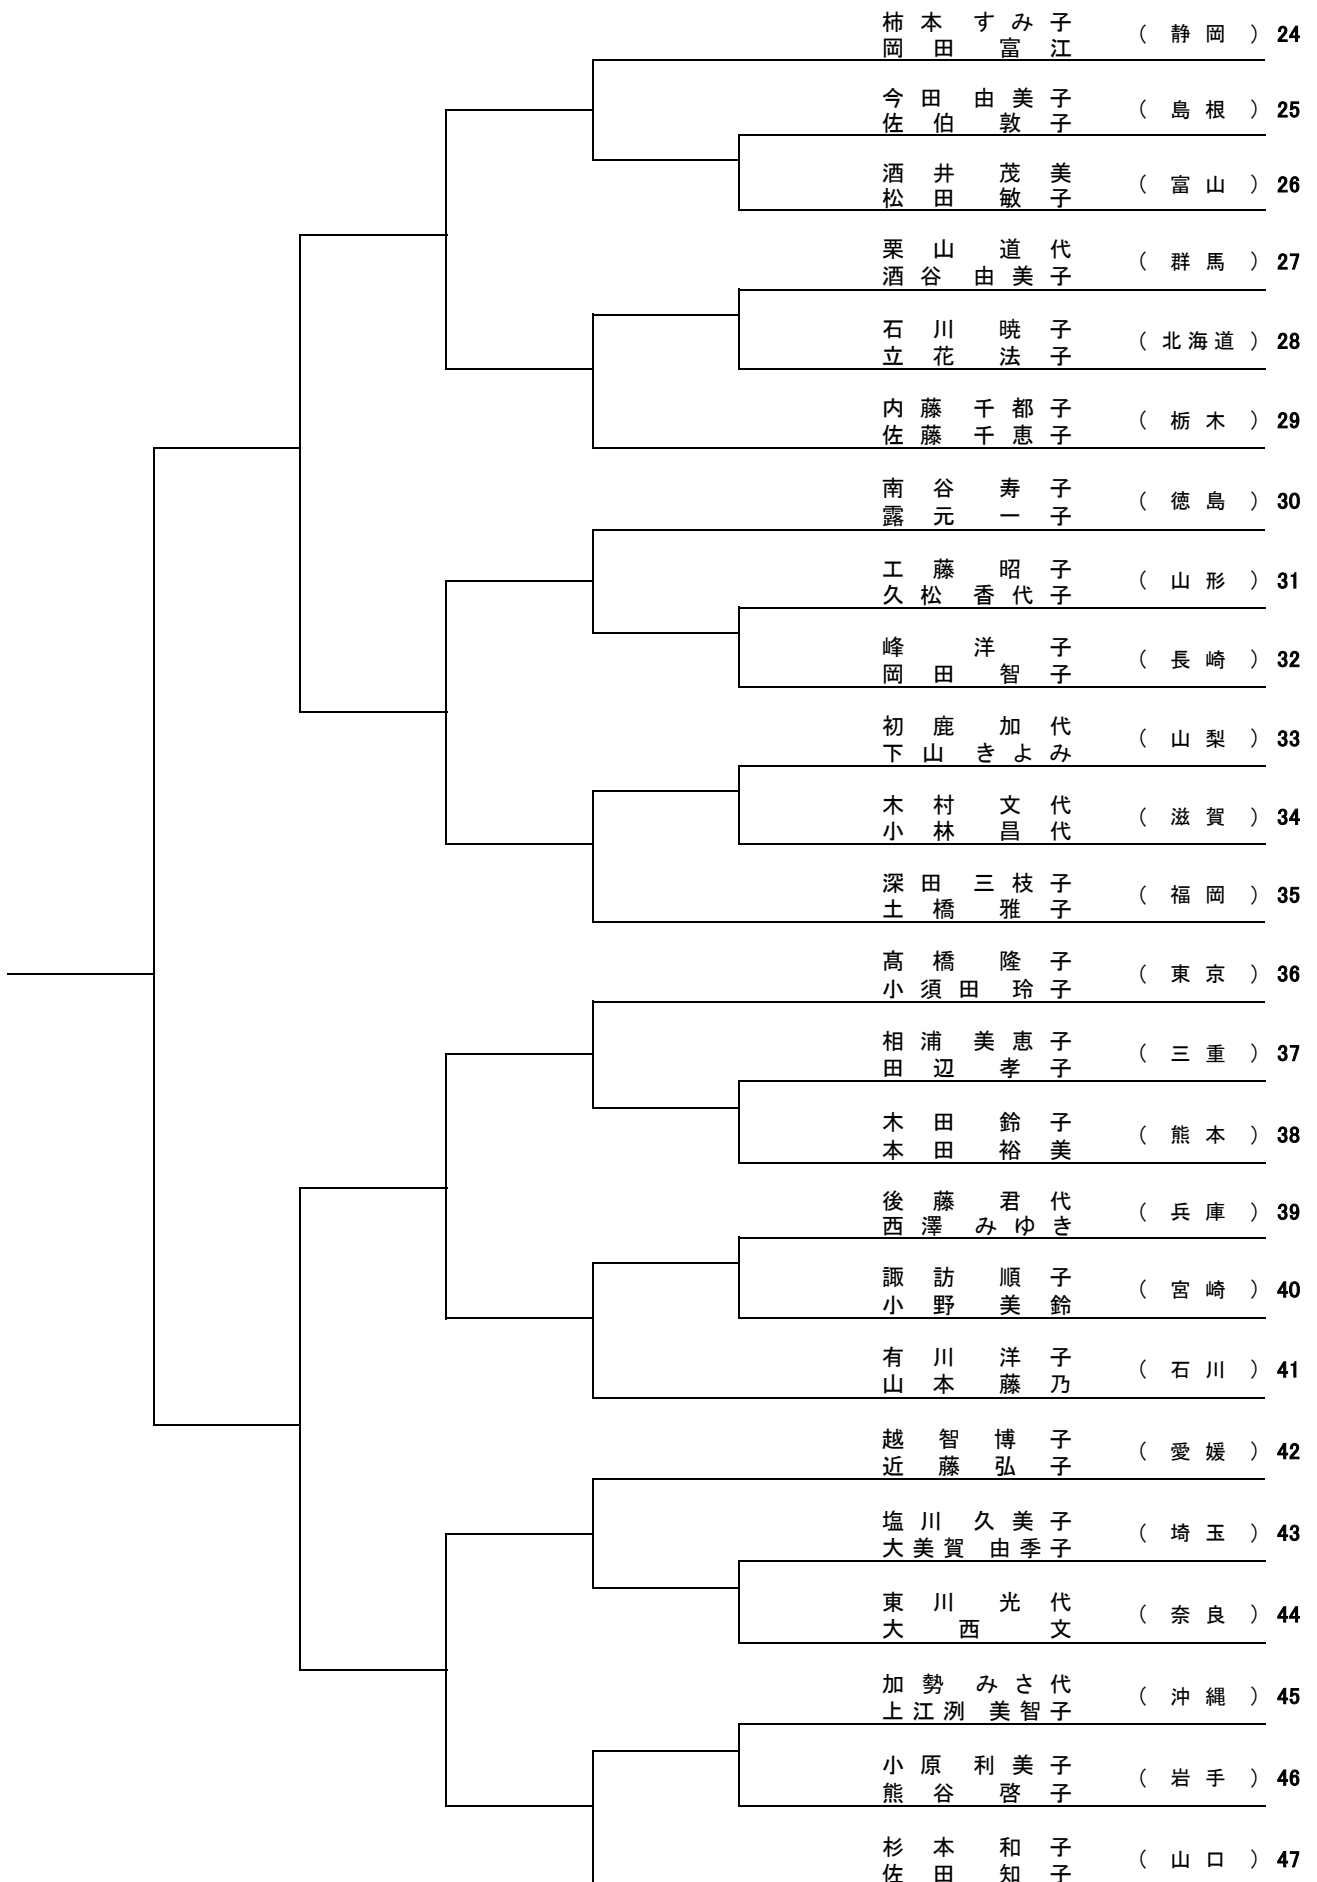 柿本 すみ子
岡田 富江
( 静岡 ) 24
今田 由美子
佐伯 敦子
( 島根 ) 25
酒井 茂美
松田 敏子
( 富山 ) 26
栗山 道代
酒谷 由美子
( 群馬 ) 27
石川 暁子
立花 法子
( 北海道 ) 28
内藤 千都子
佐藤 千恵子
( 栃木 ) 29
南谷 寿子
露元 一子
( 徳島 ) 30
工藤 昭子
久松 香代子
( 山形 ) 31
峰 洋子
岡田 智子
( 長崎 ) 32
初鹿 加代
下山 きよみ
( 山梨 ) 33
木村 文代
小林 昌代
( 滋賀 ) 34
深田 三枝子
土橋 雅子
( 福岡 ) 35
髙橋 隆子
小須田 玲子
( 東京 ) 36
相浦 美恵子
田辺 孝子
( 三重 ) 37
木田 鈴子
本田 裕美
( 熊本 ) 38
後藤 君代
西澤 みゆき
( 兵庫 ) 39
諏訪 順子
小野 美鈴
( 宮崎 ) 40
有川 洋子
山本 藤乃
( 石川 ) 41
越智 博子
近藤 弘子
( 愛媛 ) 42
塩川 久美子
大美賀 由季子
( 埼玉 ) 43
東川 光代
大西 文
( 奈良 ) 44
加勢 みさ代
上江洌 美智子
( 沖縄 ) 45
小原 利美子
熊谷 啓子
( 岩手 ) 46
杉本 和子
佐田 知子
( 山口 ) 47